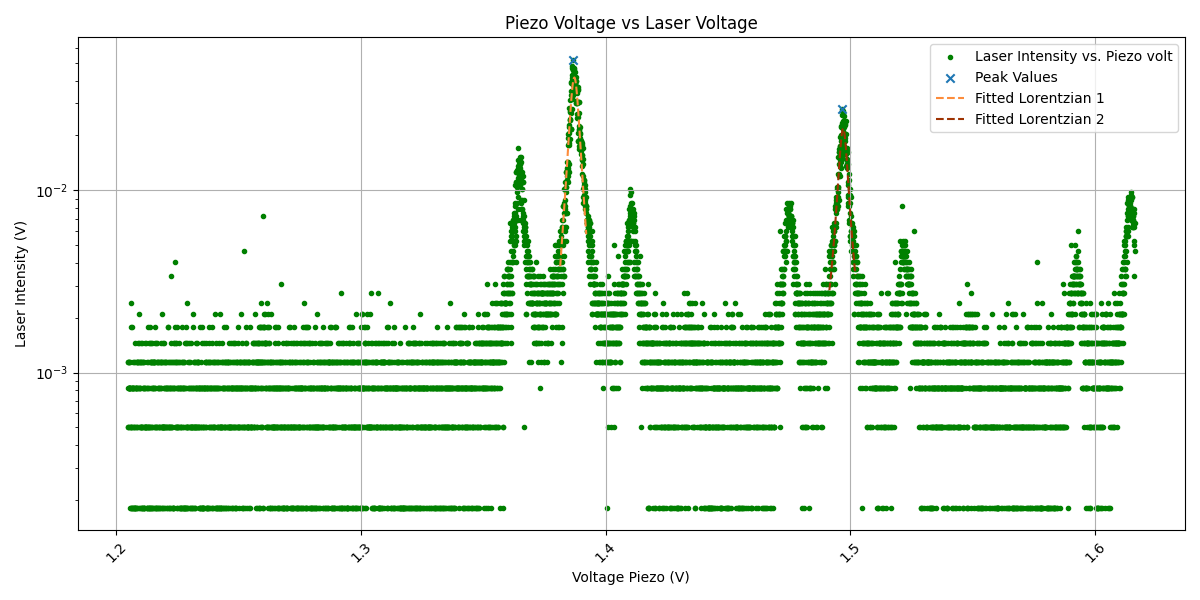 Piezo Voltage vs Laser Voltage
Laser Intensity vs. Piezo volt
Peak Values
Fitted Lorentzian 1
Fitted Lorentzian 2
Laser Intensity (V)
10⁻²
10⁻³
1.2 1.3 1.4 1.5 1.6
Voltage Piezo (V)